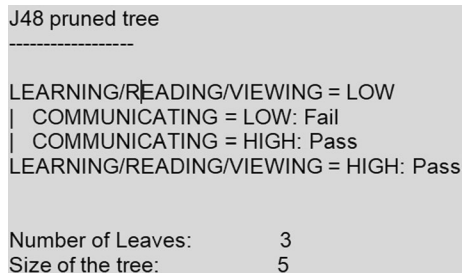 J48 pruned tree
------------------
LEARNING/READING/VIEWING = LOW
|   COMMUNICATING = LOW: Fail
|   COMMUNICATING = HIGH: Pass
LEARNING/READING/VIEWING = HIGH: Pass
Number of Leaves: 3
Size of the tree: 5